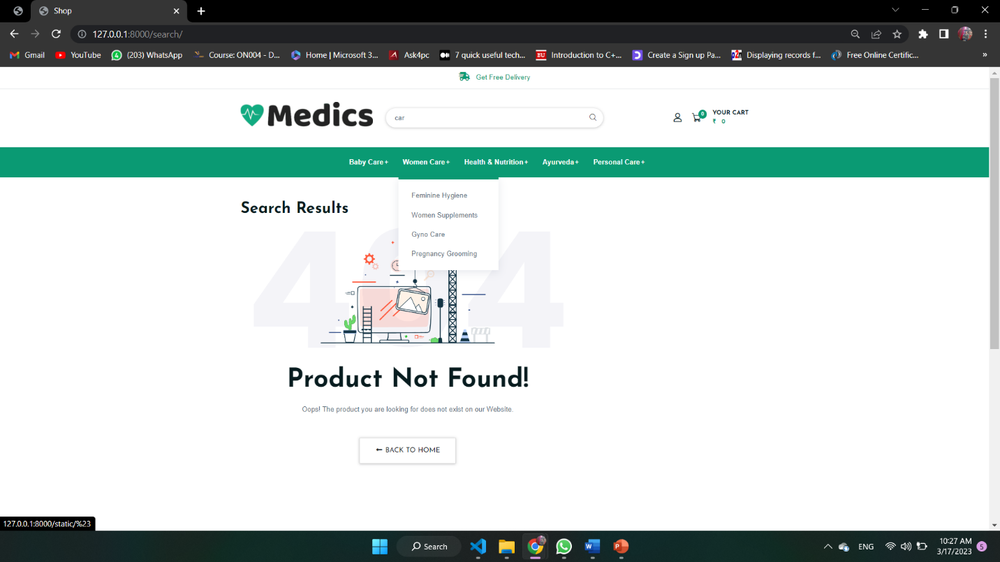 Shop
127.0.0.1:8000/search/
Gmail YouTube (203) WhatsApp Course: ON004 - D... Home | Microsoft 3... Ask4pc 7 quick useful tech... BU Introduction to C+... Create a Sign up Pa... Displaying records f... Free Online Certific... »
Get Free Delivery
Medics
car
0
YOUR CART
₹ 0
Baby Care+ Women Care+ Health & Nutrition+ Ayurveda+ Personal Care+
Feminine Hygiene
Women Supplements
Gyno Care
Pregnancy Grooming
Search Results
404
Product Not Found!
Oops! The product you are looking for does not exist on our Website.
BACK TO HOME
127.0.0.1:8000/static/%23
Search
W
P
ENG
10:27 AM
3/17/2023
5